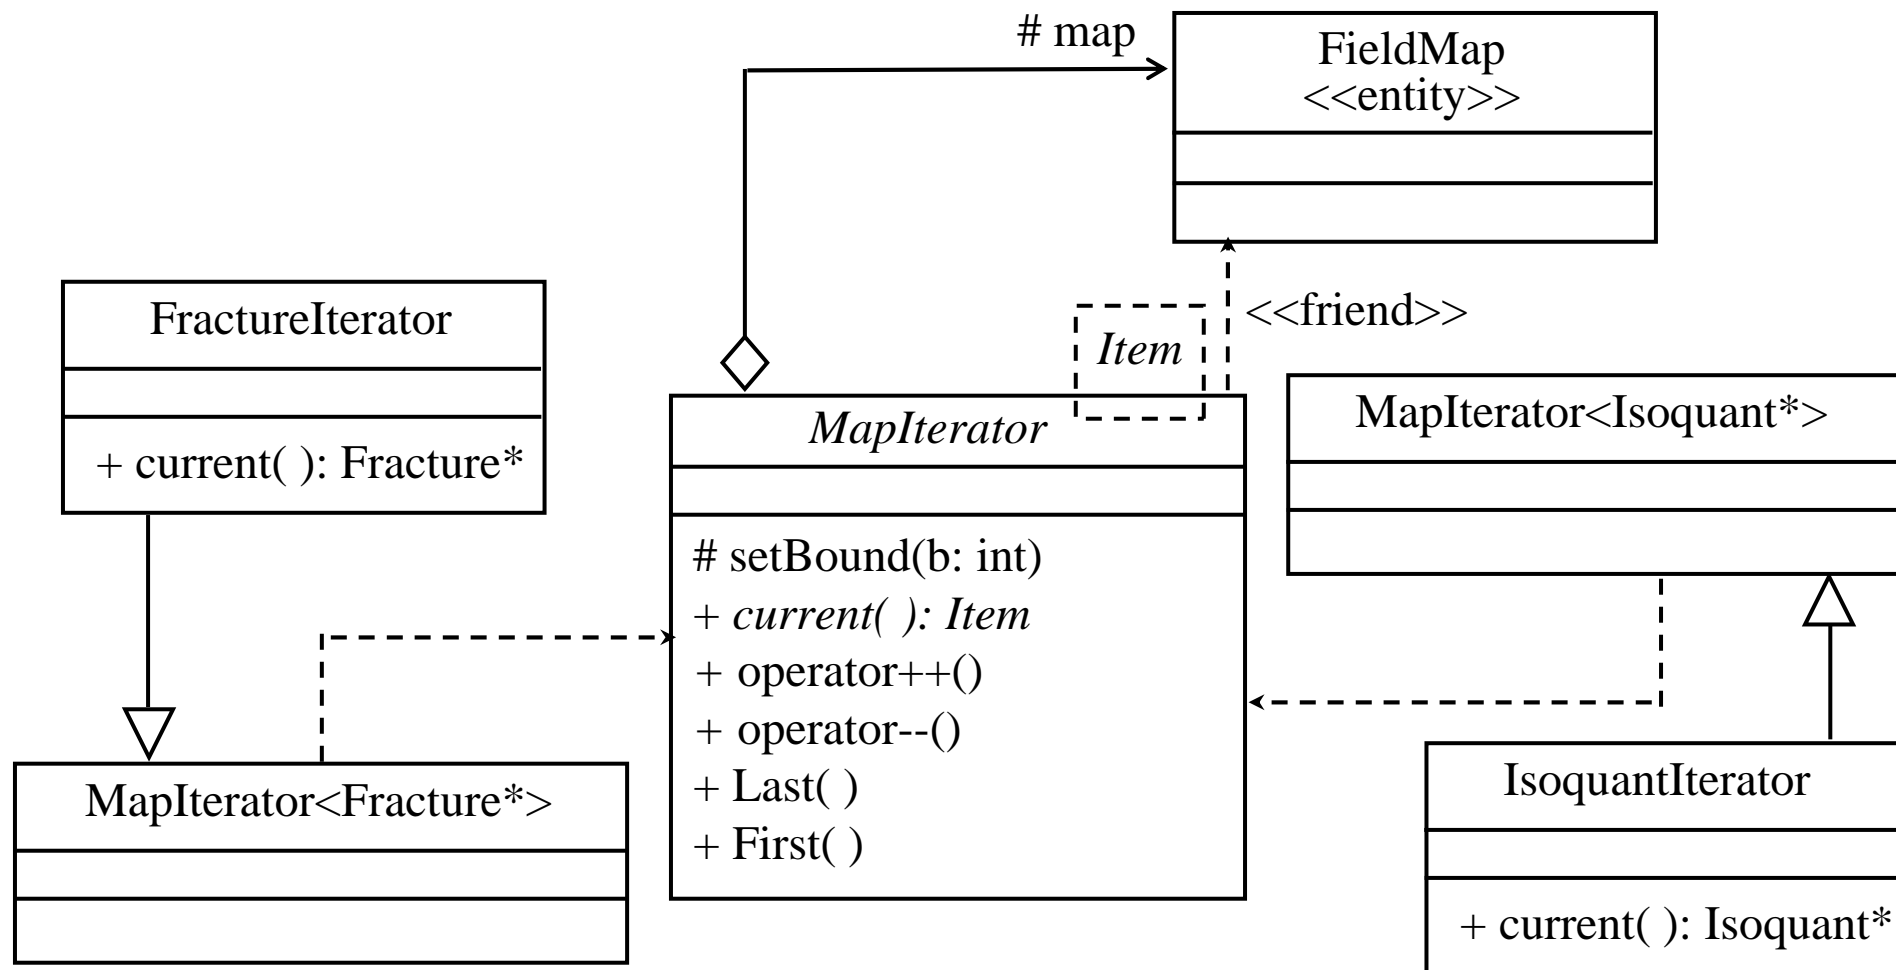 # map
FieldMap
<<entity>>
<<friend>>
FractureIterator
+ current( ): Fracture*
Item
MapIterator
# setBound(b: int)
+ current( ): Item
+ operator++()
+ operator--()
+ Last( )
+ First( )
MapIterator<Isoquant*>
MapIterator<Fracture*>
IsoquantIterator
+ current( ): Isoquant*